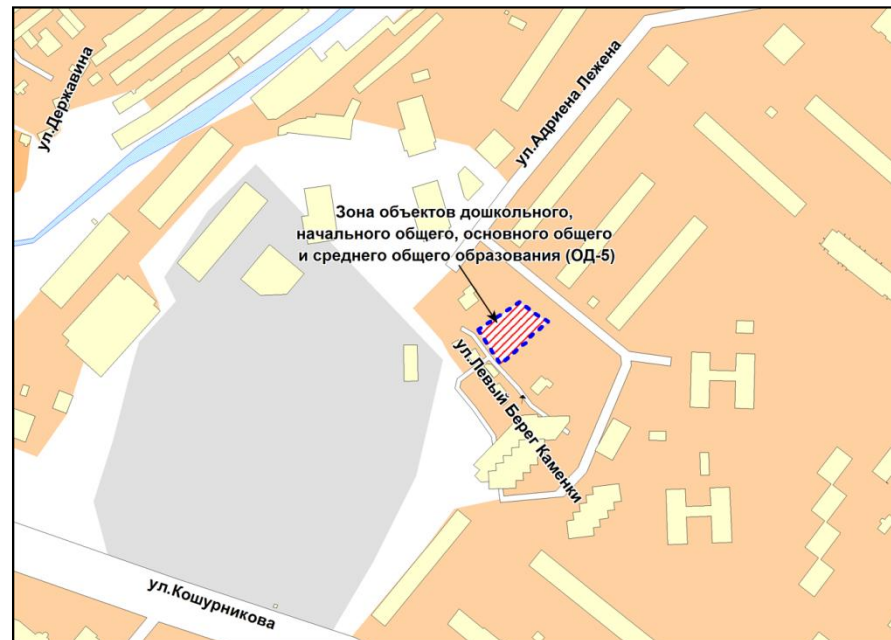 ул.Державина
ул.Адриена Лежена
Зона объектов дошкольного,
начального общего, основного общего
и среднего общего образования (ОД-5)
ул.Левый Берег Каменки
ул.Кошурникова